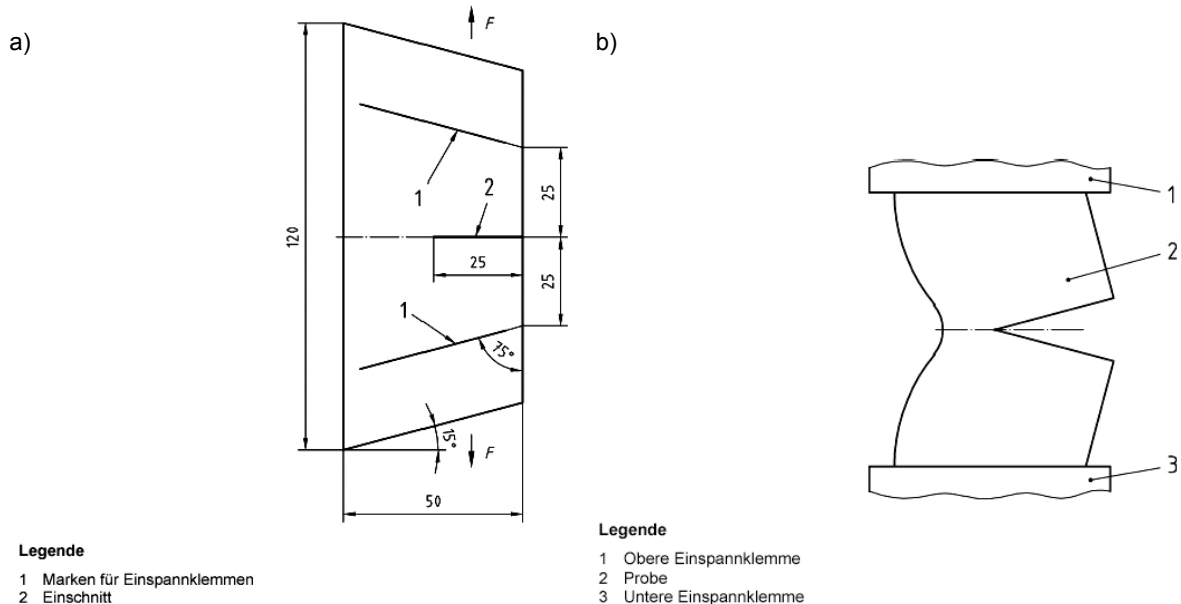 a)
F
1
2
25
120
25
25
1
75°
15°
F
50
Legende
1 Marken für Einspannklemmen
2 Einschnitt
b)
1
2
3
Legende
1 Obere Einspannklemme
2 Probe
3 Untere Einspannklemme